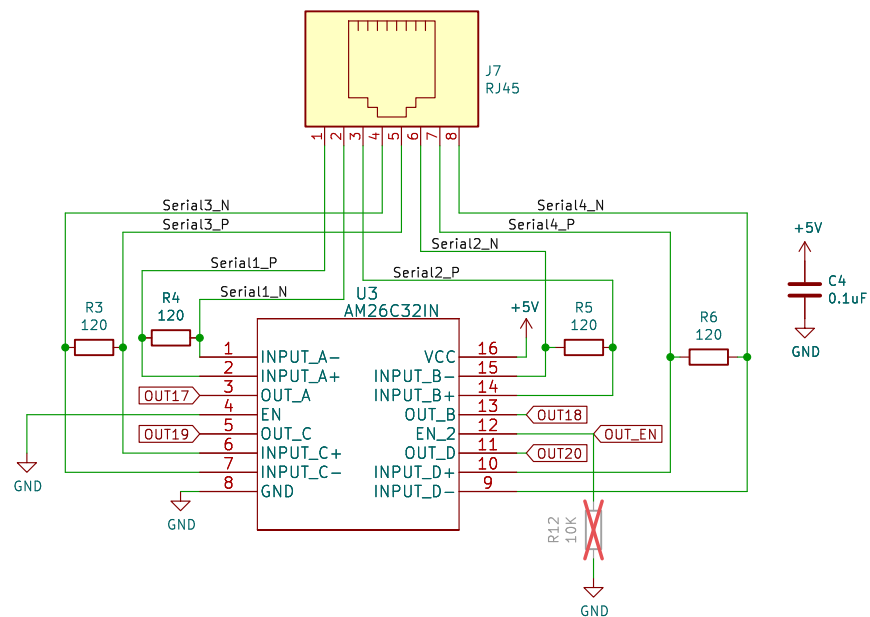 J7
RJ45
1 2 3 4 5 6 7 8
Serial3_N
Serial4_N
Serial3_P
Serial4_P
Serial2_N
Serial1_P
Serial2_P
Serial1_N
+5V
C4
0.1uF
GND
R3
120
R4
120
U3
AM26C32IN
+5V
R5
120
R6
120
1 INPUT_A- VCC 16
2 INPUT_A+ INPUT_B- 15
OUT17 3 OUT_A INPUT_B+ 14
4 EN OUT_B 13 OUT18
OUT19 5 OUT_C EN_2 12 OUT_EN
6 INPUT_C+ OUT_D 11 OUT20
7 INPUT_C- INPUT_D+ 10
8 GND INPUT_D- 9
GND
GND
R12
10K
GND